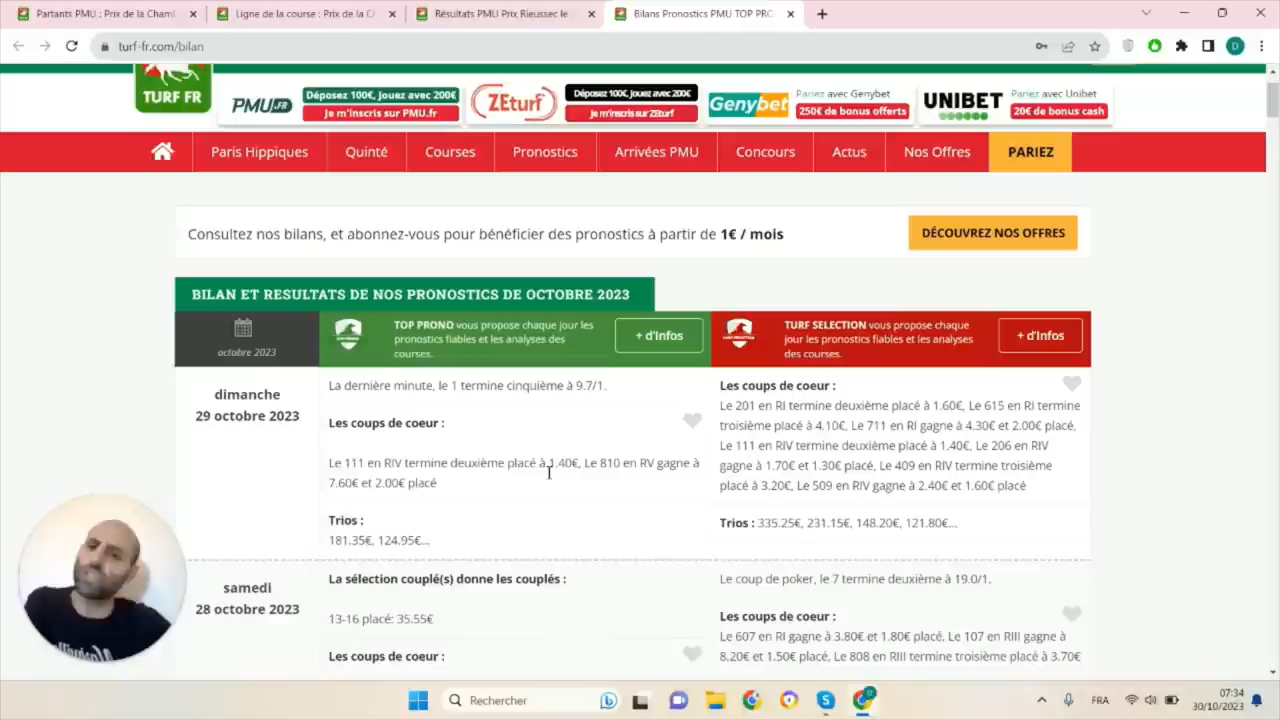 Partants PMU : Prix de la Cham
Ligne de la course : Prix de la C
Résultats PMU Prix Rieussec le
Bilans Pronostics PMU TOP PRO
turf-fr.com/bilan
TURF FR
PMU.FR
Déposez 100€, Jouez avec 200€
Je m'inscris sur PMU.fr
ZEturf
Déposez 100€, Jouez avec 200€
Je m'inscris sur ZEturf
Genybet
Pariez avec Genybet
250€ de bonus offerts
UNIBET
Pariez avec Unibet
20€ de bonus cash
Paris Hippiques
Quinté
Courses
Pronostics
Arrivées PMU
Concours
Actus
Nos Offres
PARIEZ
Consultez nos bilans, et abonnez-vous pour bénéficier des pronostics à partir de 1€ / mois
DÉCOUVREZ NOS OFFRES
BILAN ET RESULTATS DE NOS PRONOSTICS DE OCTOBRE 2023
octobre 2023
TOP PRONO vous propose chaque jour les
pronostics fiables et les analyses des
courses.
+ d'Infos
TURF SELECTION vous propose chaque
jour les pronostics fiables et les analyses
des courses.
+ d'Infos
dimanche
29 octobre 2023
La dernière minute, le 1 termine cinquième à 9.7/1.
Les coups de coeur :
Le 111 en RIV termine deuxième placé à 1.40€, Le 810 en RV gagne à
7.60€ et 2.00€ placé
Trios :
181.35€, 124.95€...
Les coups de coeur :
Le 201 en RI termine deuxième placé à 1.60€, Le 615 en RI termine
troisième placé à 4.10€, Le 711 en RI gagne à 4.30€ et 2.00€ placé,
Le 111 en RIV termine deuxième placé à 1.40€, Le 206 en RIV
gagne à 1.70€ et 1.30€ placé, Le 409 en RIV termine troisième
placé à 3.20€, Le 509 en RIV gagne à 2.40€ et 1.60€ placé
Trios : 335.25€, 231.15€, 148.20€, 121.80€...
samedi
28 octobre 2023
La sélection couplé(s) donne les couplés :
13-16 placé: 35.55€
Les coups de coeur :
Le coup de poker, le 7 termine deuxième à 19.0/1.
Les coups de coeur :
Le 607 en RI gagne à 3.80€ et 1.80€ placé, Le 107 en RIII gagne à
8.20€ et 1.50€ placé, Le 808 en RIII termine troisième placé à 3.70€
Rechercher
FRA
07:34
30/10/2023